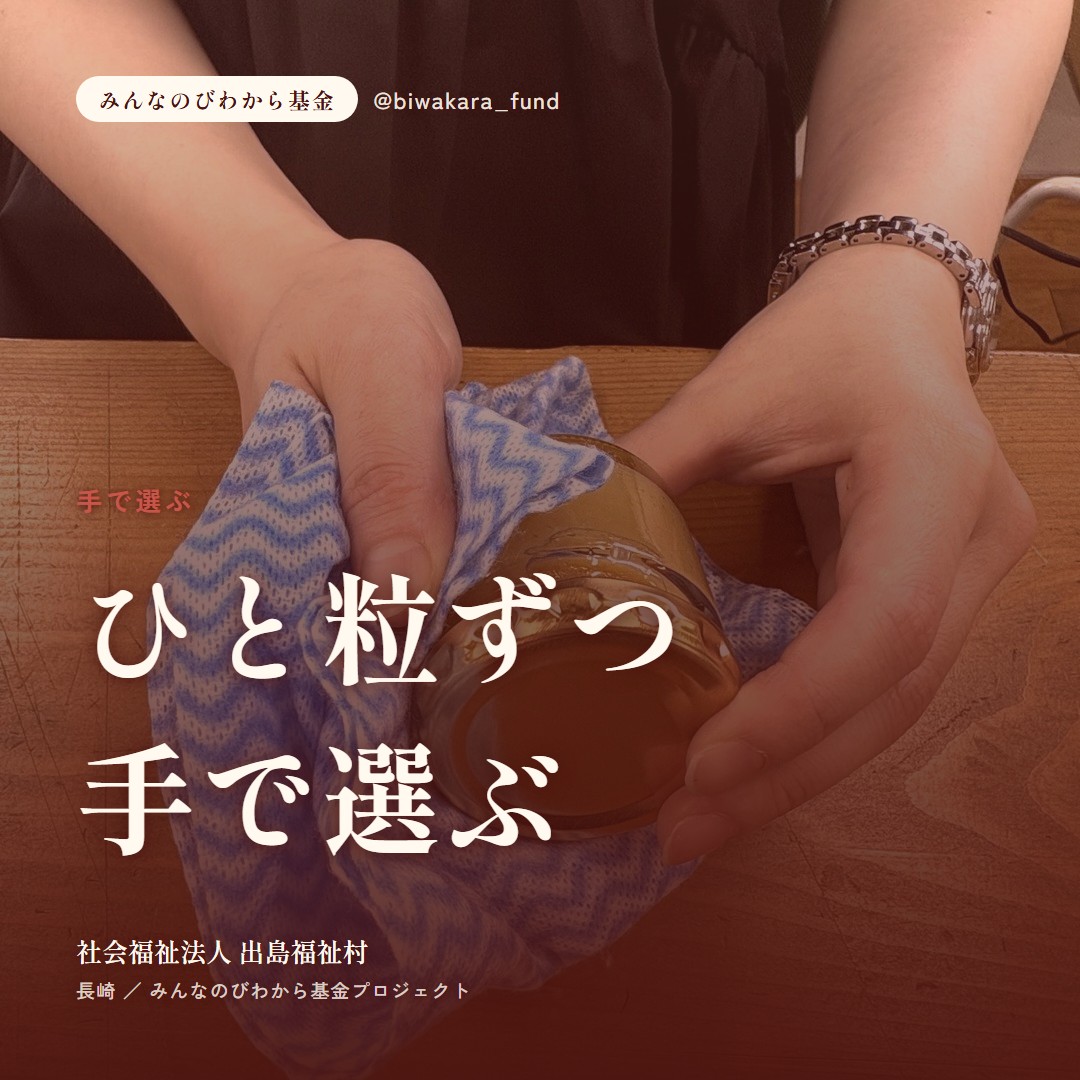 みんなのびわから基金 @biwakara_fund
手で選ぶ
ひと粒ずつ
手で選ぶ
社会福祉法人 出島福祉村
長崎 ／ みんなのびわから基金プロジェクト